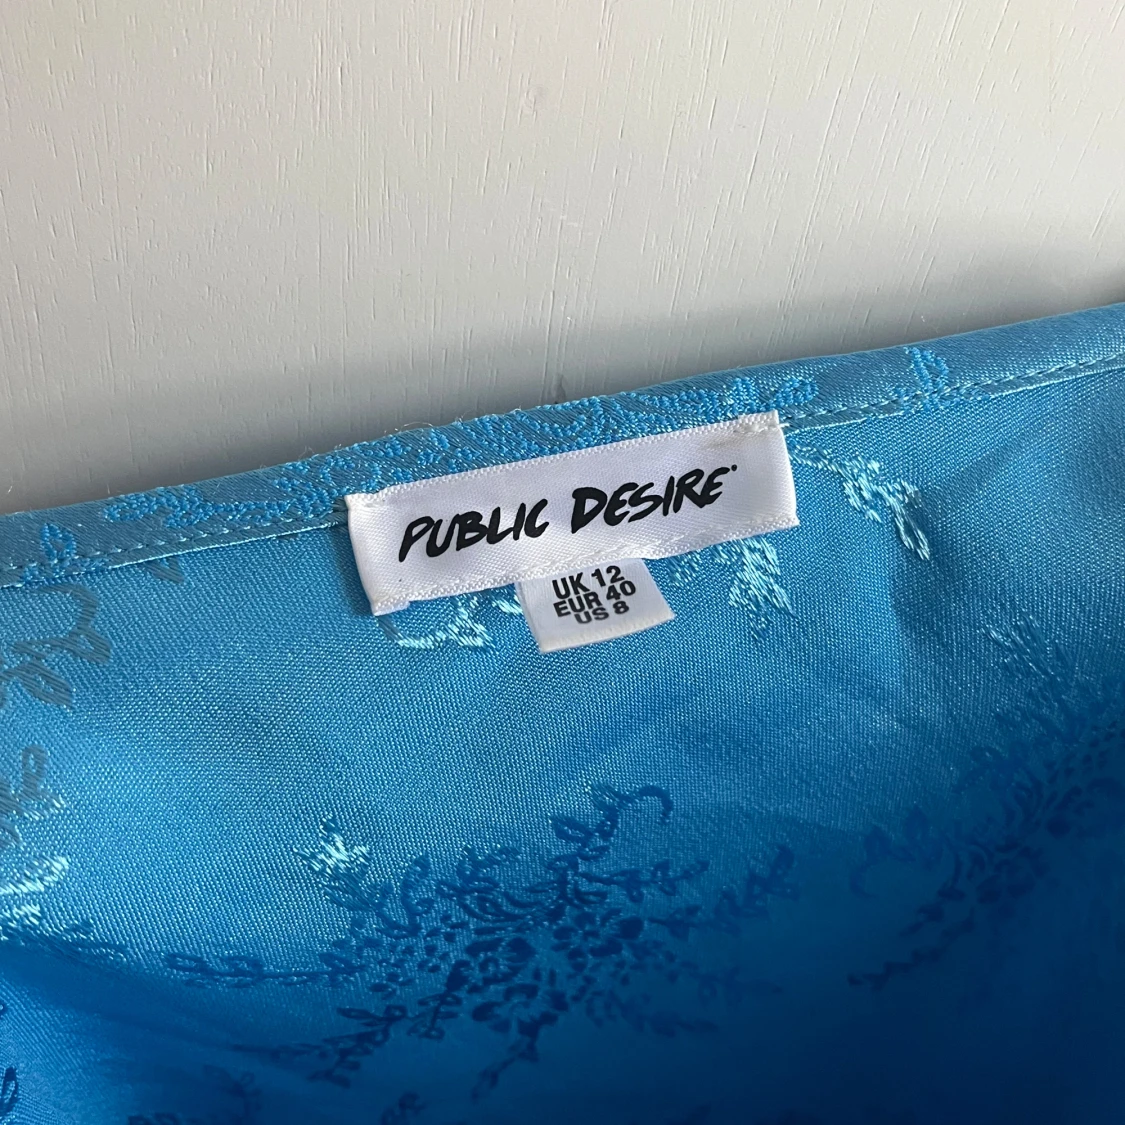 PUBLIC DESIRE
UK 12
EUR 40
US 8